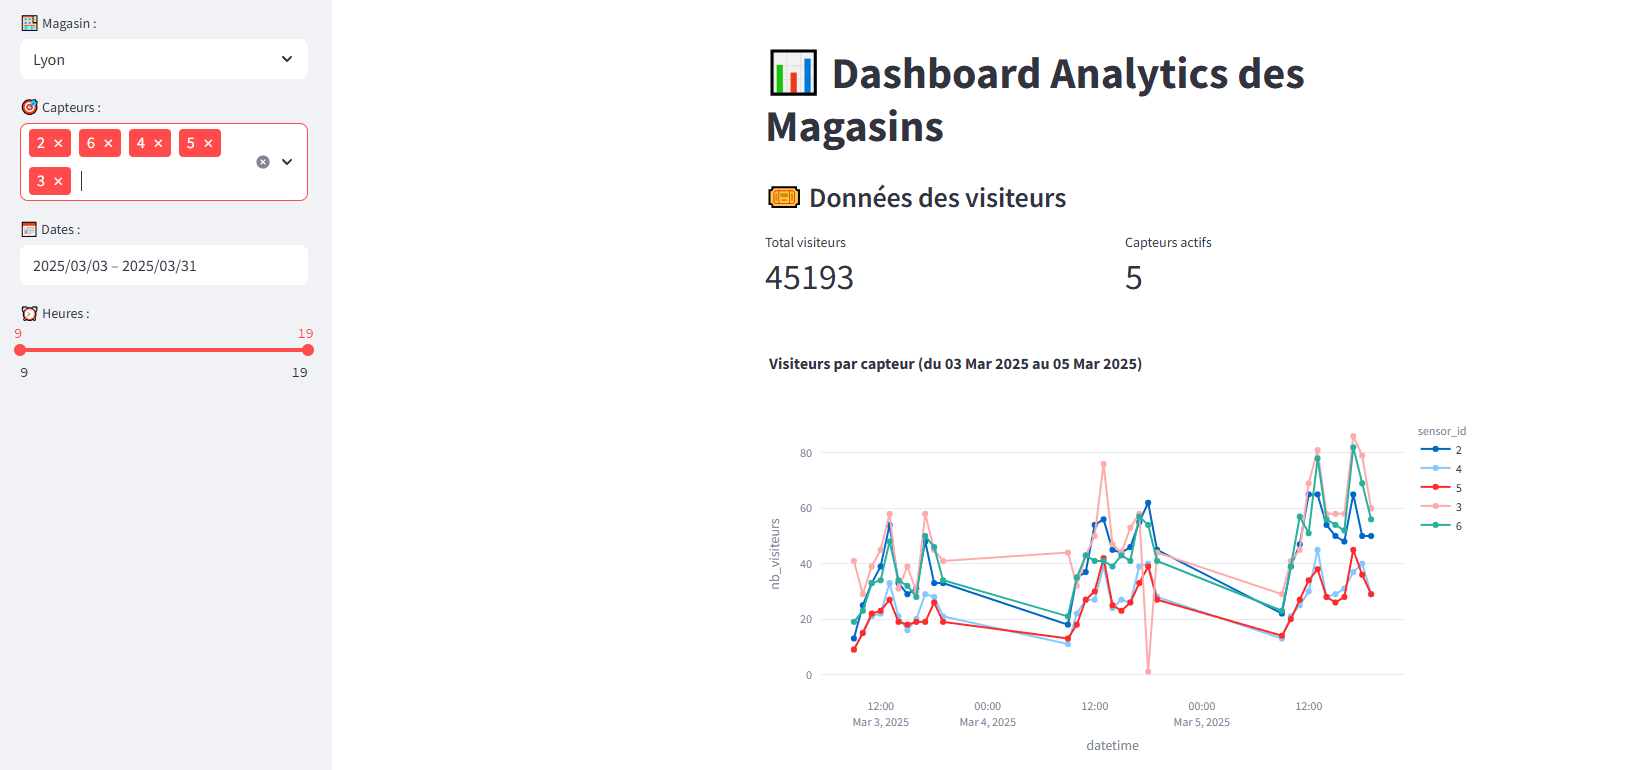 Magasin :
Lyon
Capteurs :
2 × 6 × 4 × 5 ×
3 ×
Dates :
2025/03/03 – 2025/03/31
Heures :
9 19
9 19
Dashboard Analytics des
Magasins
Données des visiteurs
Total visiteurs
45193
Capteurs actifs
5
Visiteurs par capteur (du 03 Mar 2025 au 05 Mar 2025)
sensor_id
2
4
5
3
6
nb_visiteurs
80
60
40
20
0
12:00
Mar 3, 2025
00:00
Mar 4, 2025
12:00
00:00
Mar 5, 2025
12:00
datetime